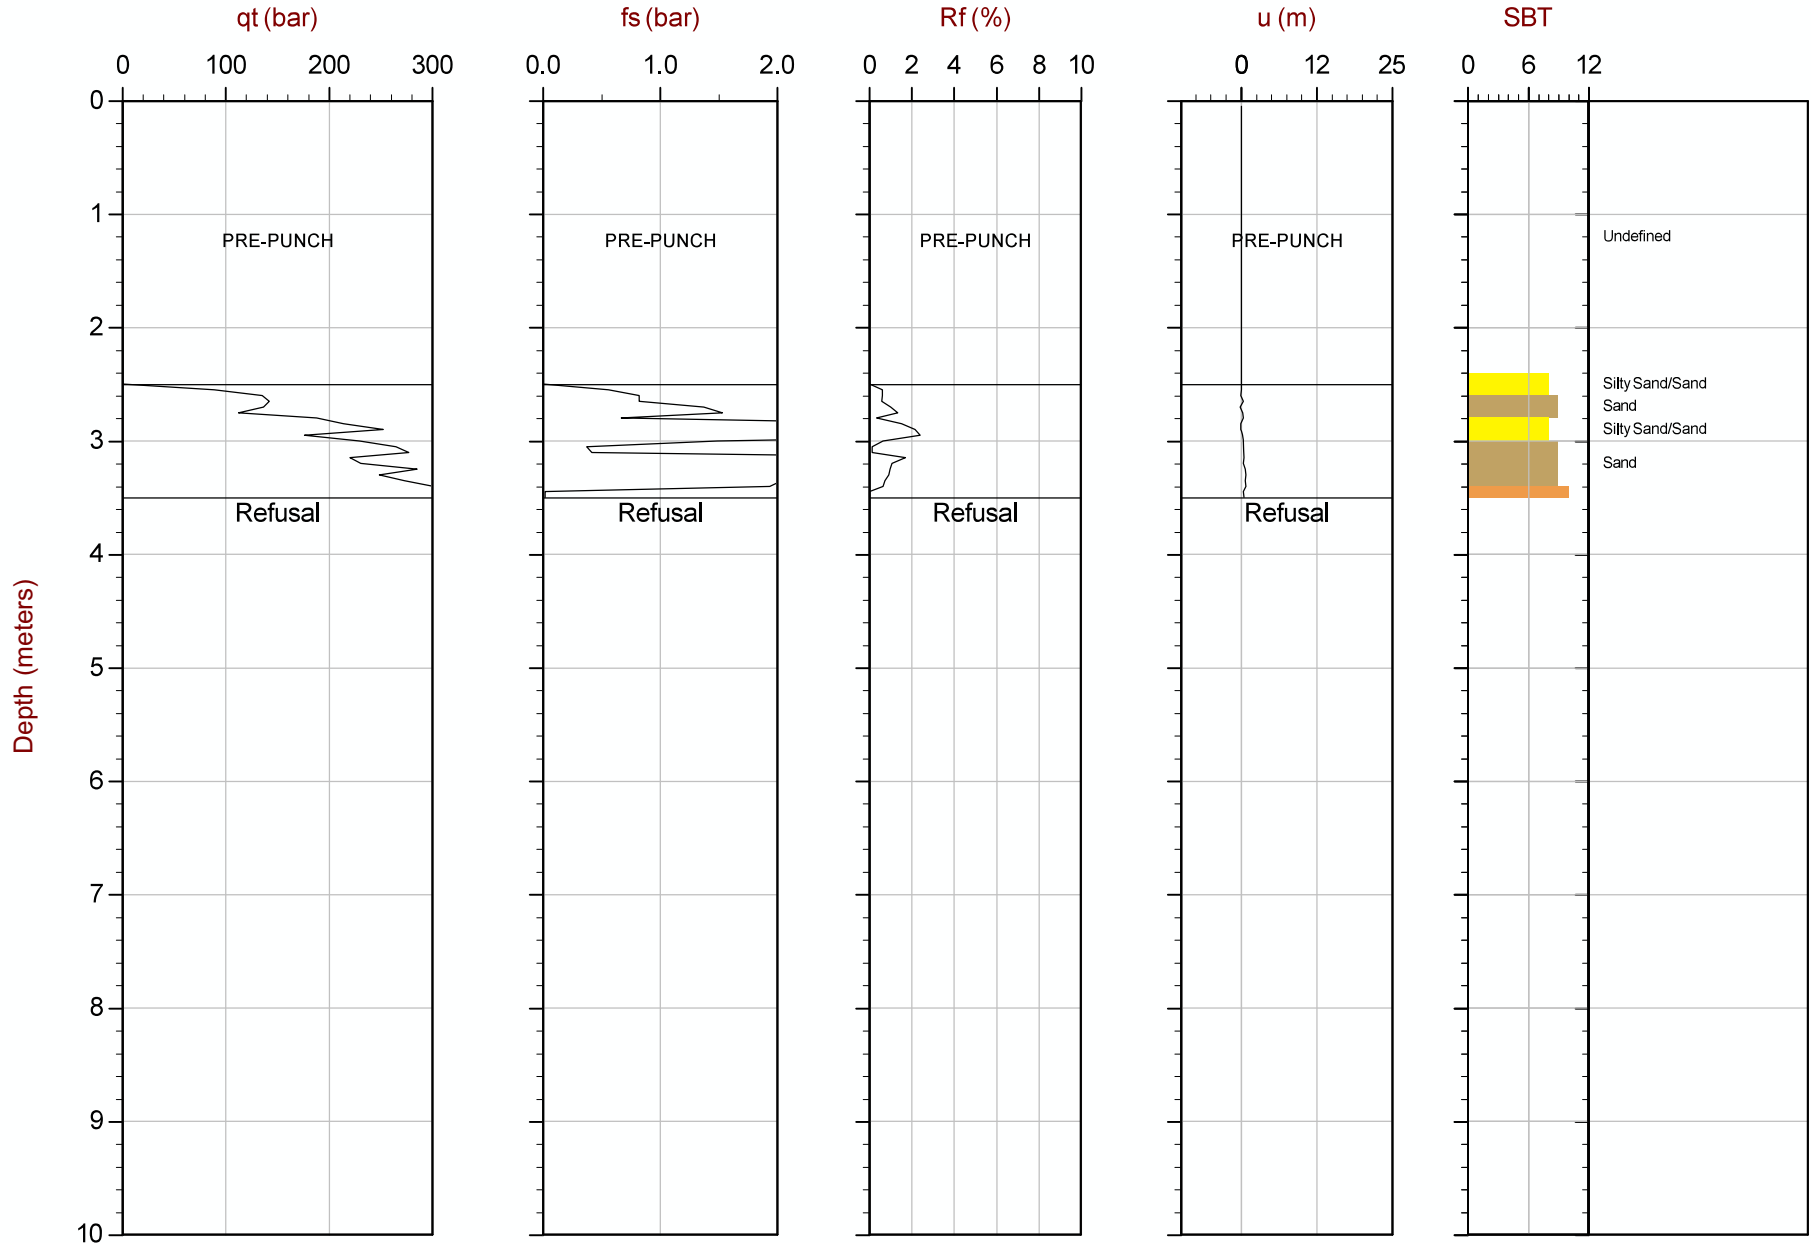 qt (bar) fs (bar) Rf (%) u (m) SBT
0 100 200 300 0.0 1.0 2.0 0 2 4 6 8 10 0 12 25 0 6 12
0
1
PRE-PUNCH PRE-PUNCH PRE-PUNCH PRE-PUNCH Undefined
2
Silty Sand/Sand
Sand
Silty Sand/Sand
3
Sand
Refusal Refusal Refusal Refusal
4
5
Depth (meters)
6
7
8
9
10